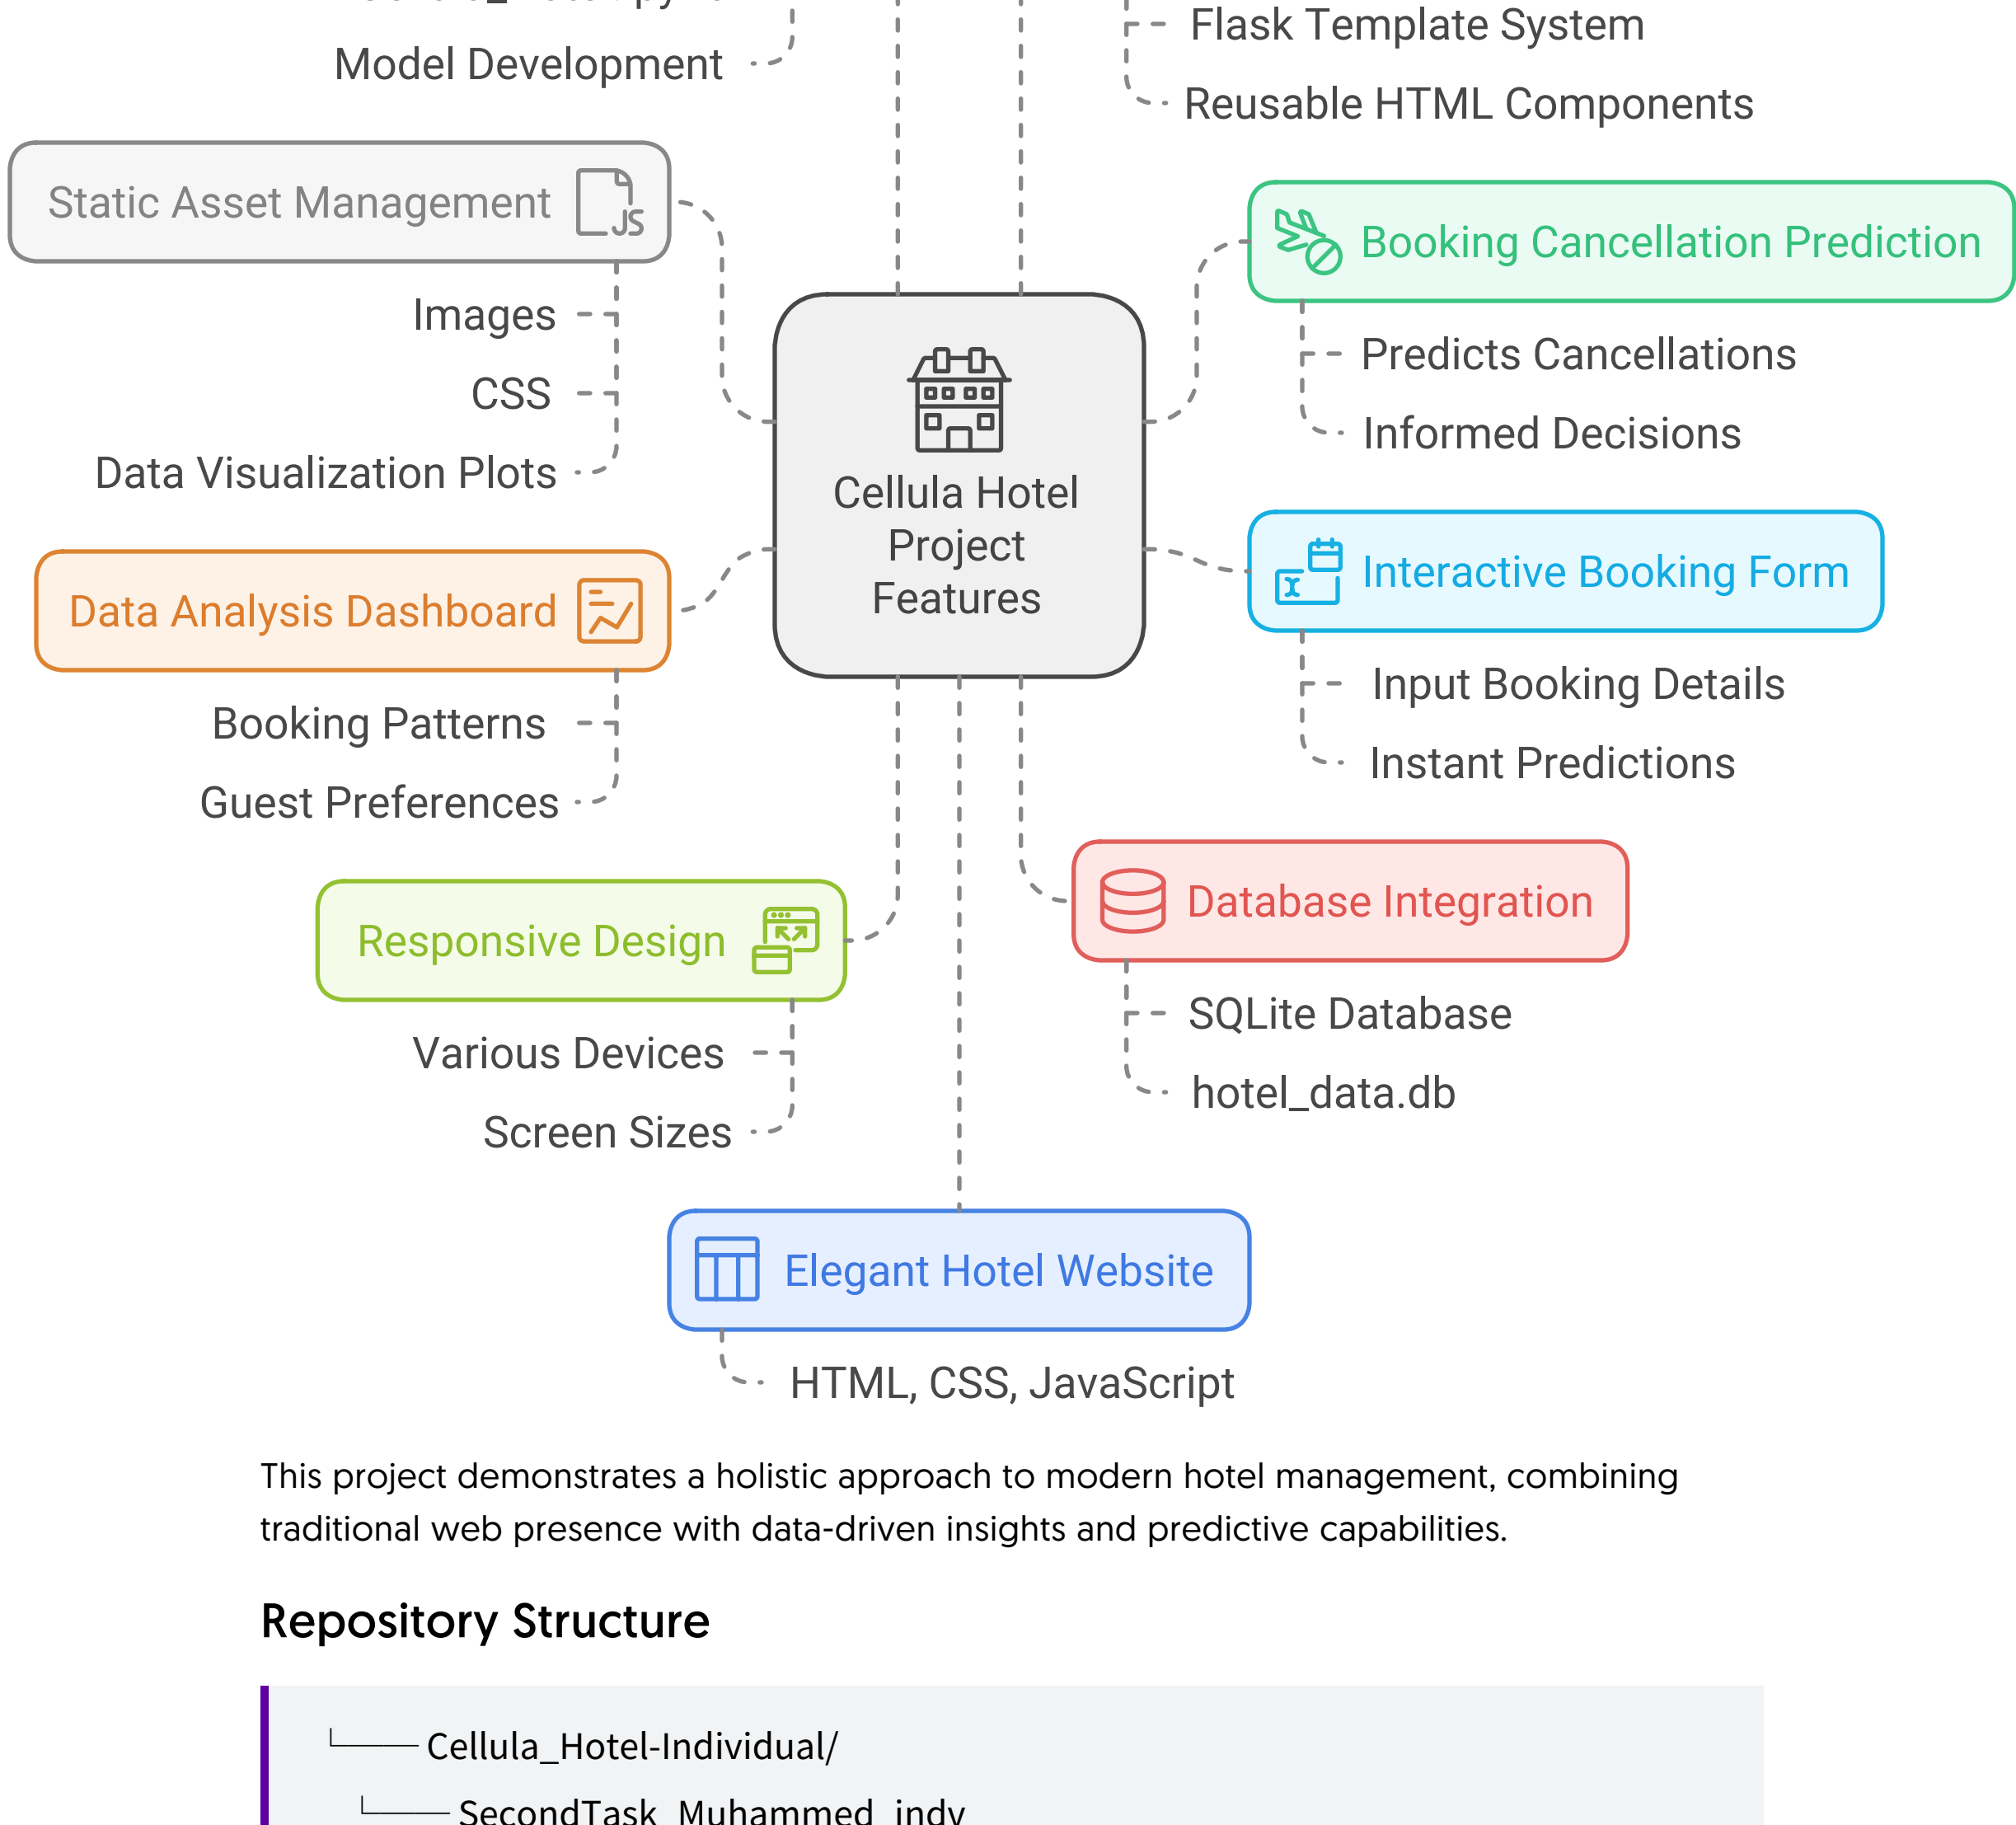 Model Development
Flask Template System
Reusable HTML Components
Static Asset Management
JS
Images
CSS
Data Visualization Plots
Data Analysis Dashboard
Booking Patterns
Guest Preferences
Cellula Hotel
Project
Features
Booking Cancellation Prediction
Predicts Cancellations
Informed Decisions
Interactive Booking Form
Input Booking Details
Instant Predictions
Responsive Design
Various Devices
Screen Sizes
Database Integration
SQLite Database
hotel_data.db
Elegant Hotel Website
HTML, CSS, JavaScript
This project demonstrates a holistic approach to modern hotel management, combining
traditional web presence with data-driven insights and predictive capabilities.
Repository Structure
└── Cellula_Hotel-Individual/
└── SecondTask_Muhammed_indv